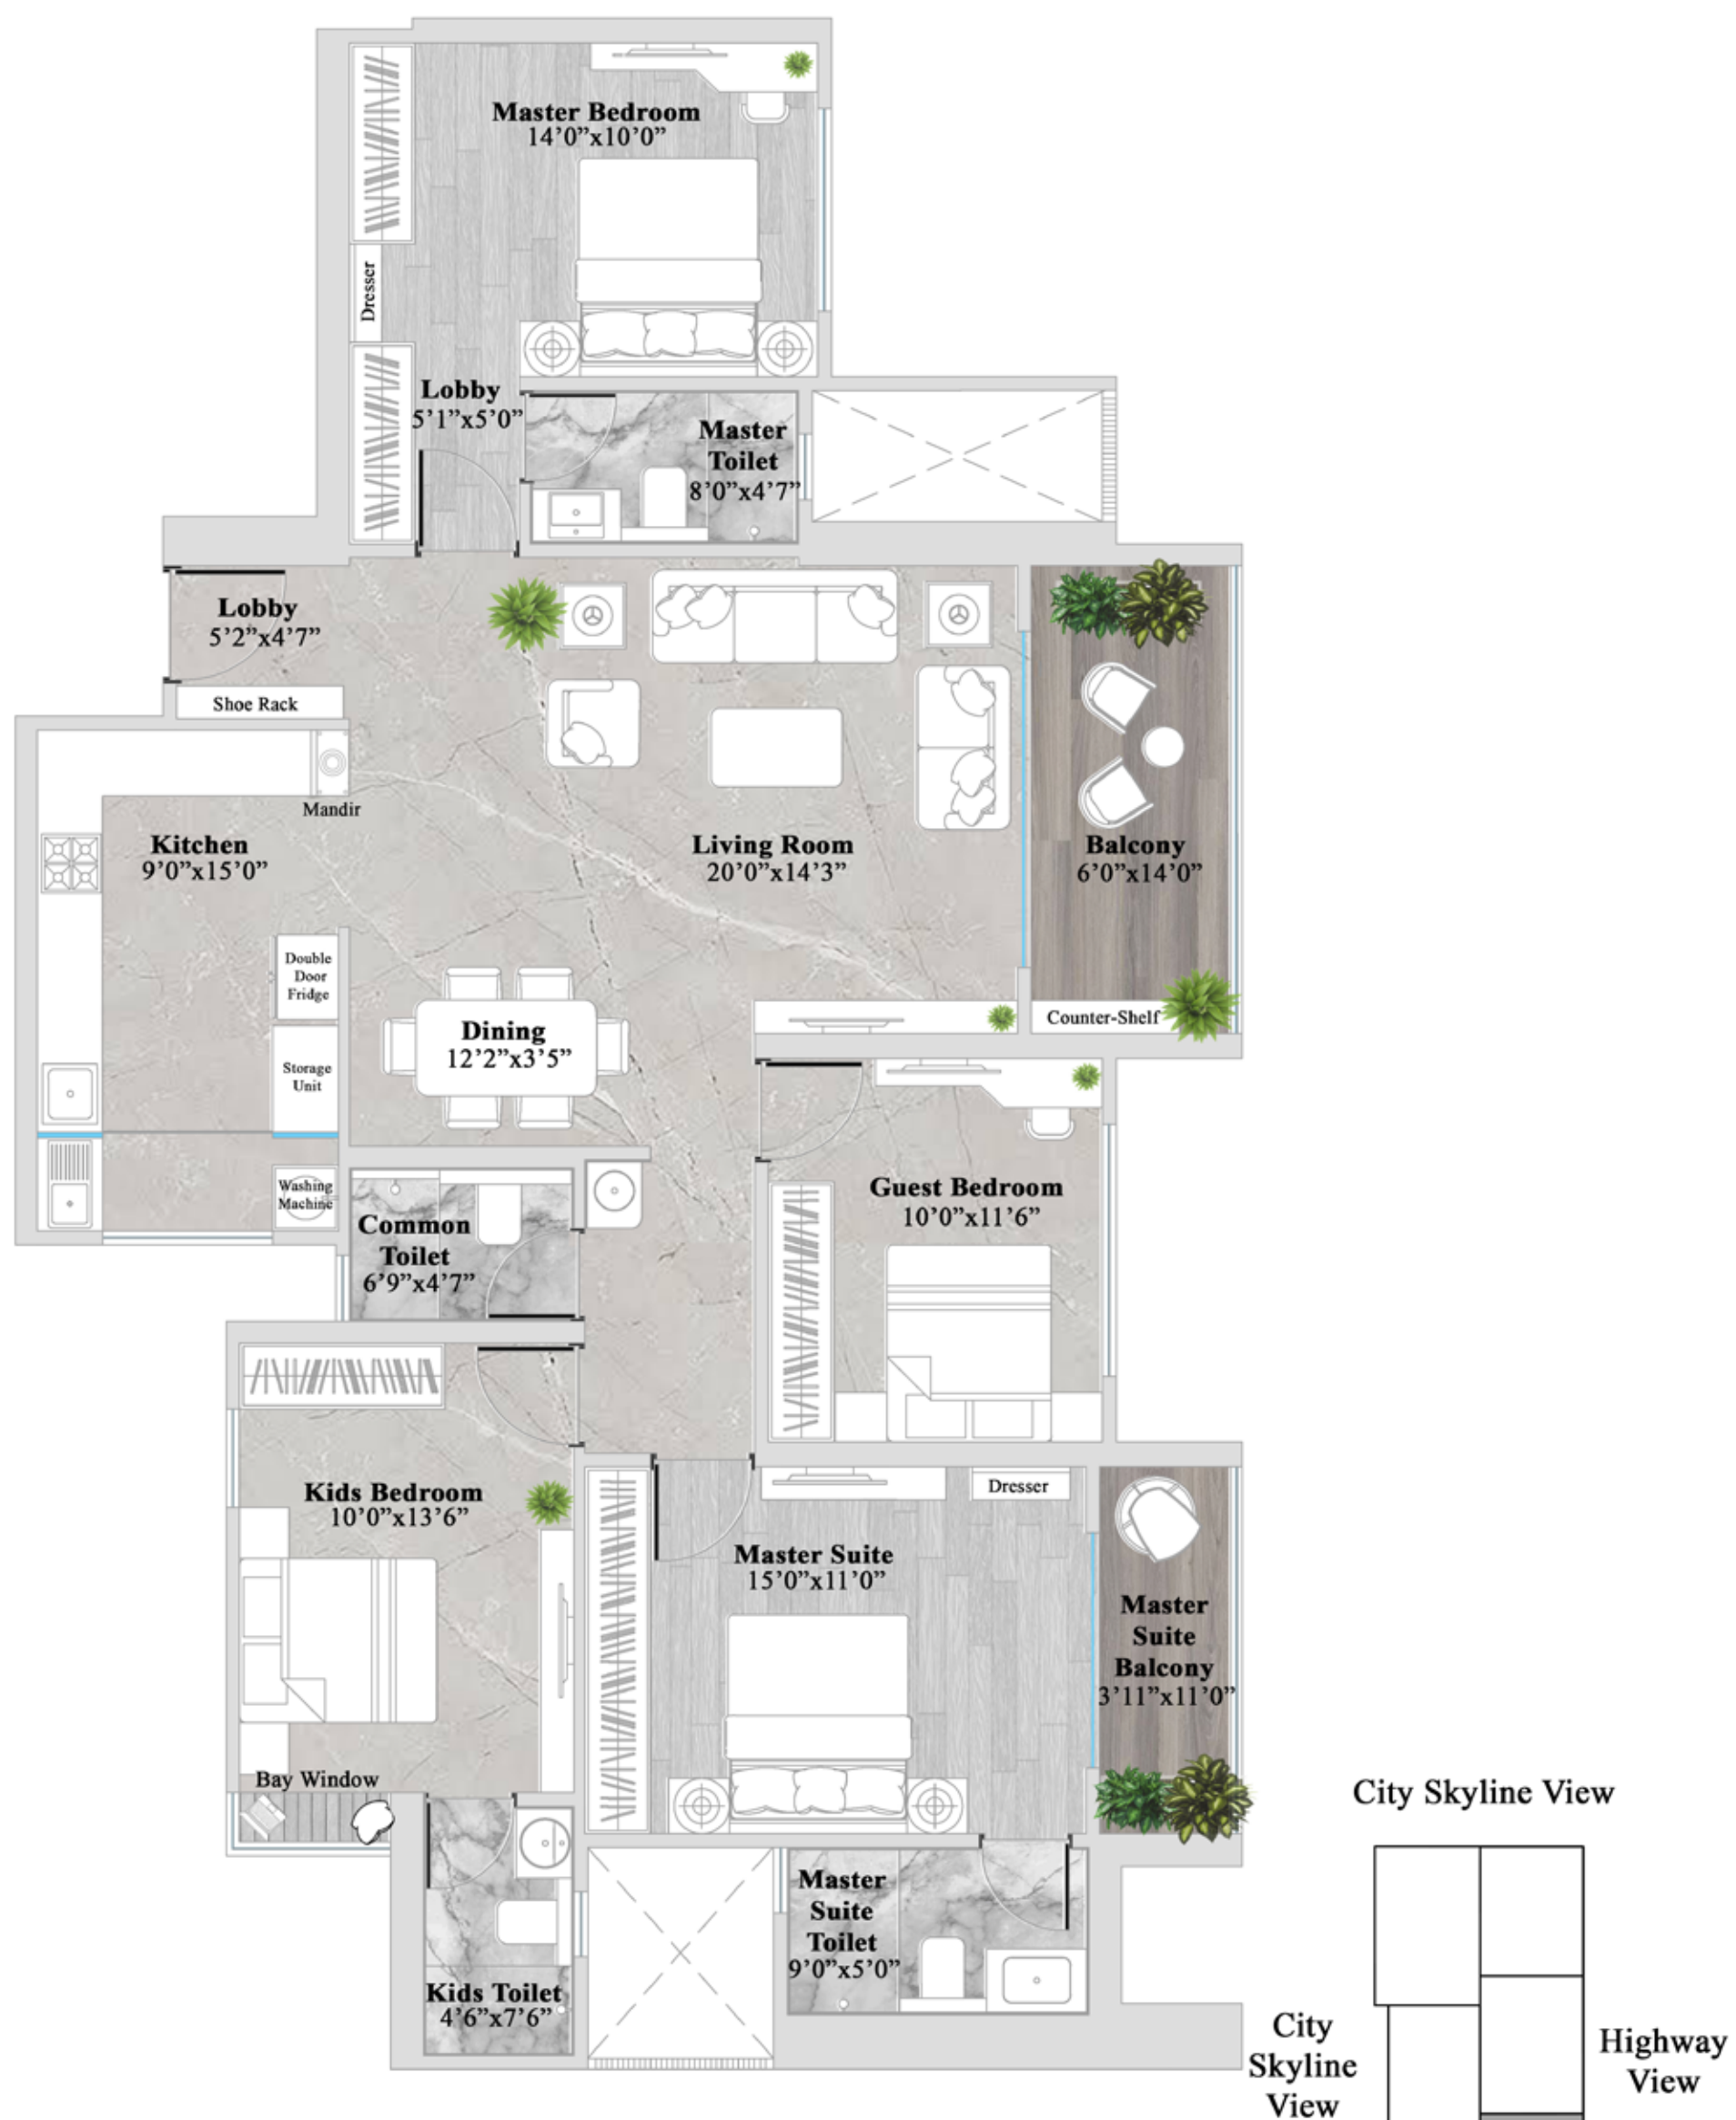 Master Bedroom
14’0”x10’0”
Dresser
Lobby
5’1”x5’0”
Master
Toilet
8’0”x4’7”
Lobby
5’2”x4’7”
Shoe Rack
Mandir
Kitchen
9’0”x15’0”
Living Room
20’0”x14’3”
Balcony
6’0”x14’0”
Double
Door
Fridge
Counter-Shelf
Dining
12’2”x3’5”
Storage
Unit
Washing
Machine
Common
Toilet
6’9”x4’7”
Guest Bedroom
10’0”x11’6”
Kids Bedroom
10’0”x13’6”
Dresser
Master Suite
15’0”x11’0”
Master
Suite
Balcony
3’11”x11’0”
Bay Window
Kids Toilet
4’6”x7’6”
Master
Suite
Toilet
9’0”x5’0”
City Skyline View
City
Skyline
View
Highway
View